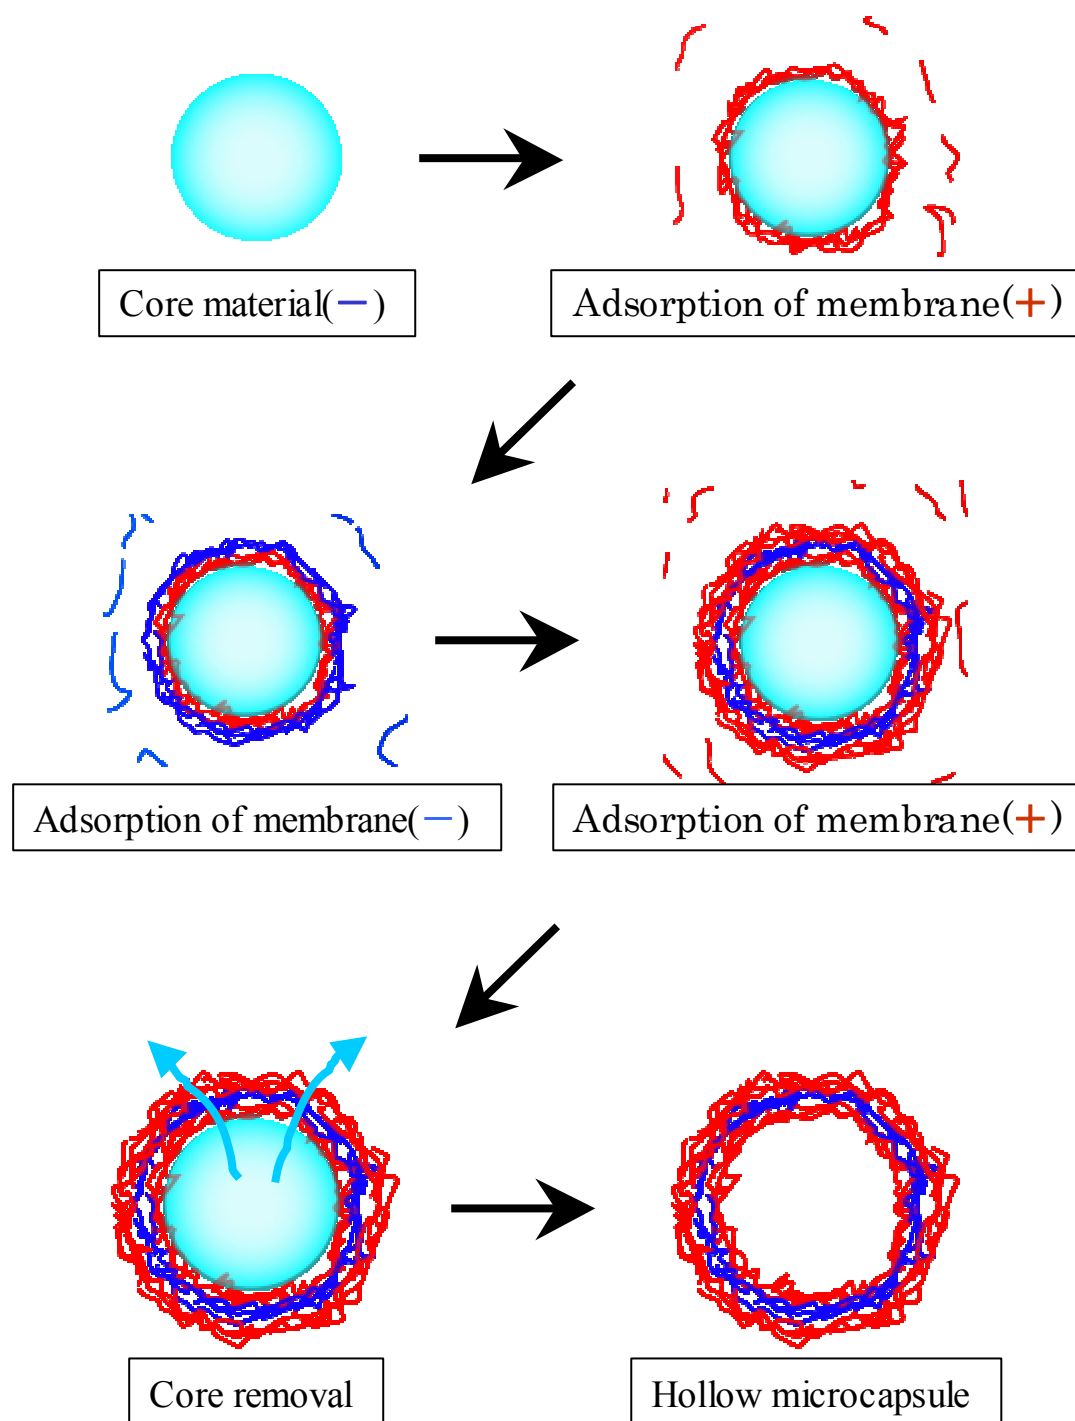 Core material(−)
Adsorption of membrane(+)
Adsorption of membrane(−)
Adsorption of membrane(+)
Core removal
Hollow microcapsule